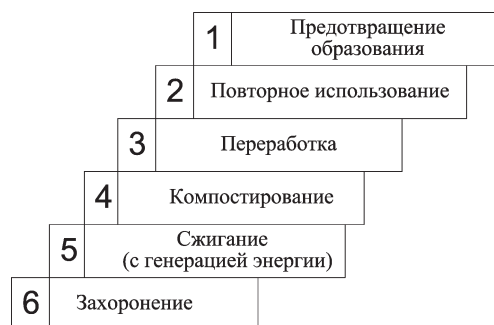 1 Предотвращение
образования
2 Повторное использование
3 Переработка
4 Компостирование
5 Сжигание
(с генерацией энергии)
6 Захоронение